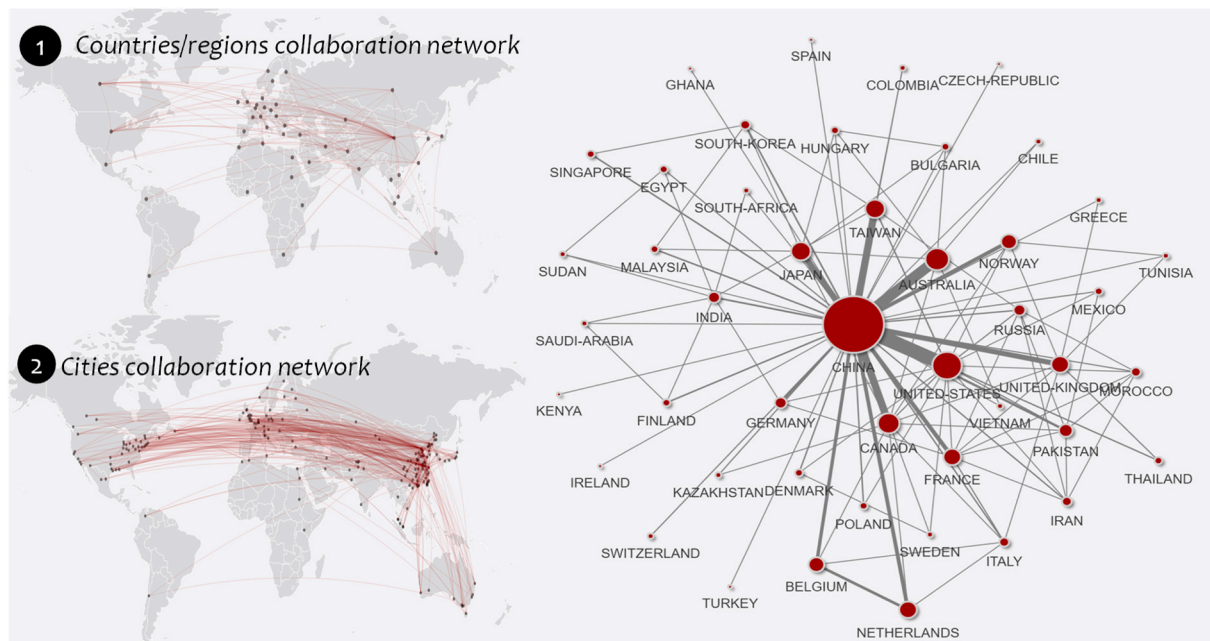 1
Countries/regions collaboration network
2
Cities collaboration network
SPAIN
GHANA
COLOMBIA
CZECH-REPUBLIC
SOUTH-KOREA
HUNGARY
SINGAPORE
BULGARIA
CHILE
EGYPT
SOUTH-AFRICA
GREECE
TAIWAN
SUDAN
MALAYSIA
JAPAN
AUSTRALIA
NORWAY
TUNISIA
INDIA
MEXICO
RUSSIA
SAUDI-ARABIA
CHINA
UNITED-STATES
UNITED-KINGDOM
MOROCCO
KENYA
FINLAND
GERMANY
VIETNAM
CANADA
PAKISTAN
IRELAND
KAZAKHSTAN
DENMARK
FRANCE
THAILAND
POLAND
IRAN
SWITZERLAND
SWEDEN
ITALY
BELGIUM
TURKEY
NETHERLANDS